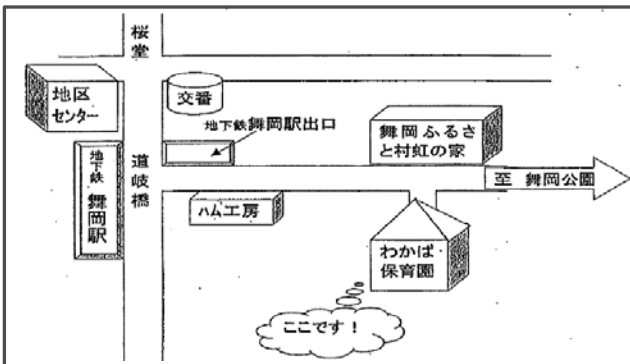 桜堂
地区
センター
交番
地下鉄舞岡駅出口
舞岡ふるさ
と村虹の家
地下鉄 舞岡駅
道岐橋
至 舞岡公園
ハム工房
わかば
保育園
ここです!